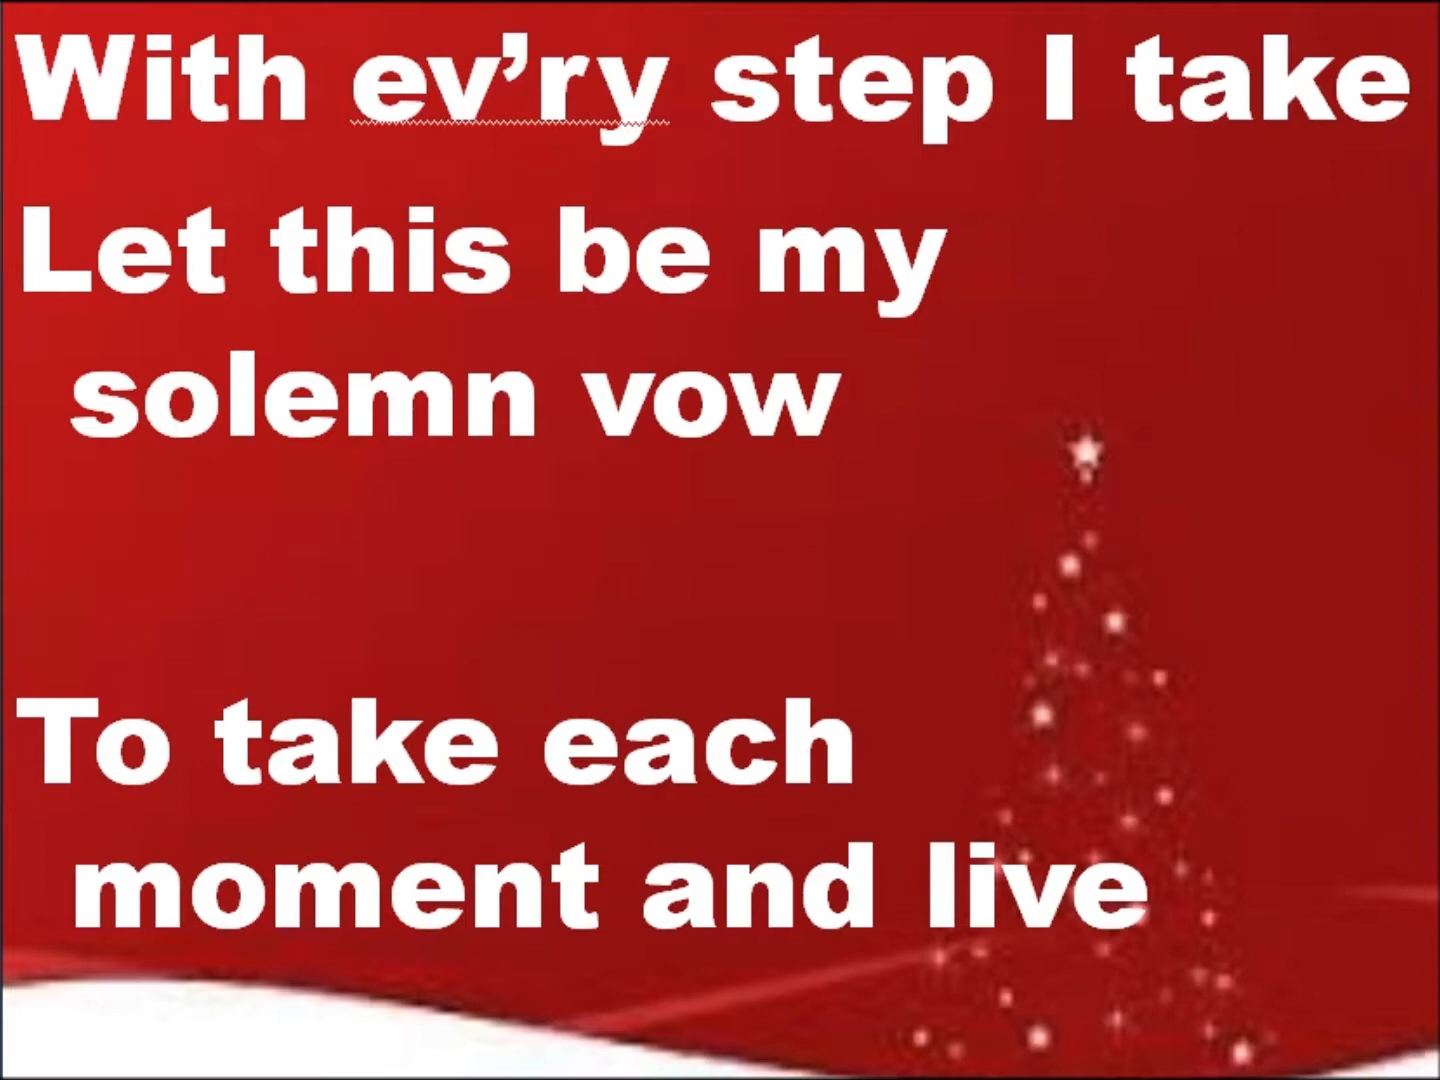 With ev’ry step I take
Let this be my
solemn vow
To take each
moment and live